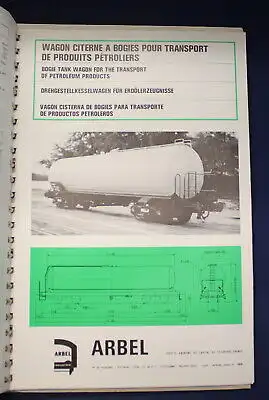 WAGON CITERNE A BOGIES POUR TRANSPORT
DE PRODUITS PÉTROLIERS
BOGIE TANK WAGON FOR THE TRANSPORT
OF PETROLEUM PRODUCTS
DREHGESTELLKESSELWAGEN FÜR ERDÖLERZEUGNISSE
VAGON CISTERNA DE BOGIES PARA TRANSPORTE
DE PRODUCTOS PETROLEROS
ARBEL
ARBEL